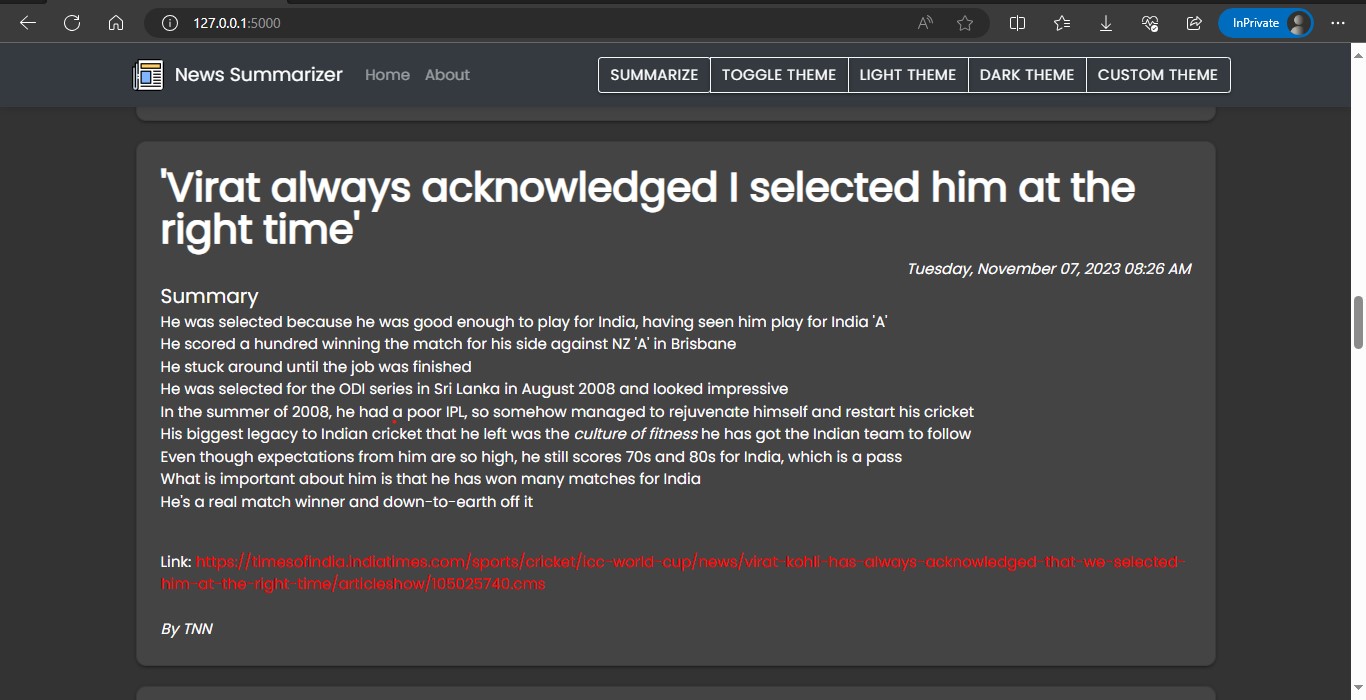 127.0.0.1:5000
InPrivate
News Summarizer
Home
About
SUMMARIZE
TOGGLE THEME
LIGHT THEME
DARK THEME
CUSTOM THEME
'Virat always acknowledged I selected him at the
right time'
Tuesday, November 07, 2023 08:26 AM
Summary
He was selected because he was good enough to play for India, having seen him play for India 'A'
He scored a hundred winning the match for his side against NZ 'A' in Brisbane
He stuck around until the job was finished
He was selected for the ODI series in Sri Lanka in August 2008 and looked impressive
In the summer of 2008, he had a poor IPL, so somehow managed to rejuvenate himself and restart his cricket
His biggest legacy to Indian cricket that he left was the culture of fitness he has got the Indian team to follow
Even though expectations from him are so high, he still scores 70s and 80s for India, which is a pass
What is important about him is that he has won many matches for India
He's a real match winner and down-to-earth off it
Link: https://timesofindia.indiatimes.com/sports/cricket/icc-world-cup/news/virat-kohli-has-always-acknowledged-that-we-selected-
him-at-the-right-time/articleshow/105025740.cms
By TNN